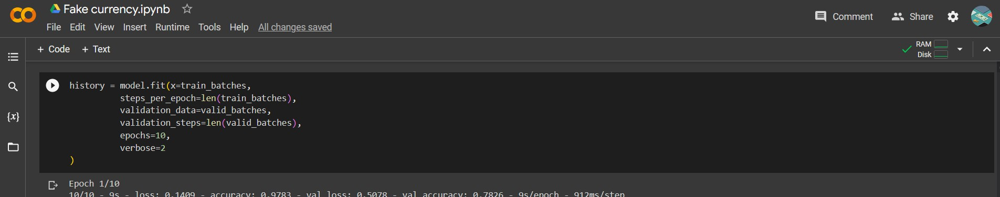 Fake currency.ipynb
File Edit View Insert Runtime Tools Help All changes saved
Comment Share
+ Code + Text
RAM
Disk
{x}
history = model.fit(x=train_batches,
steps_per_epoch=len(train_batches),
validation_data=valid_batches,
validation_steps=len(valid_batches),
epochs=10,
verbose=2
)
Epoch 1/10
10/10 - 9s - loss: 0.1409 - accuracy: 0.9783 - val_loss: 0.5078 - val_accuracy: 0.7826 - 9s/epoch - 912ms/step